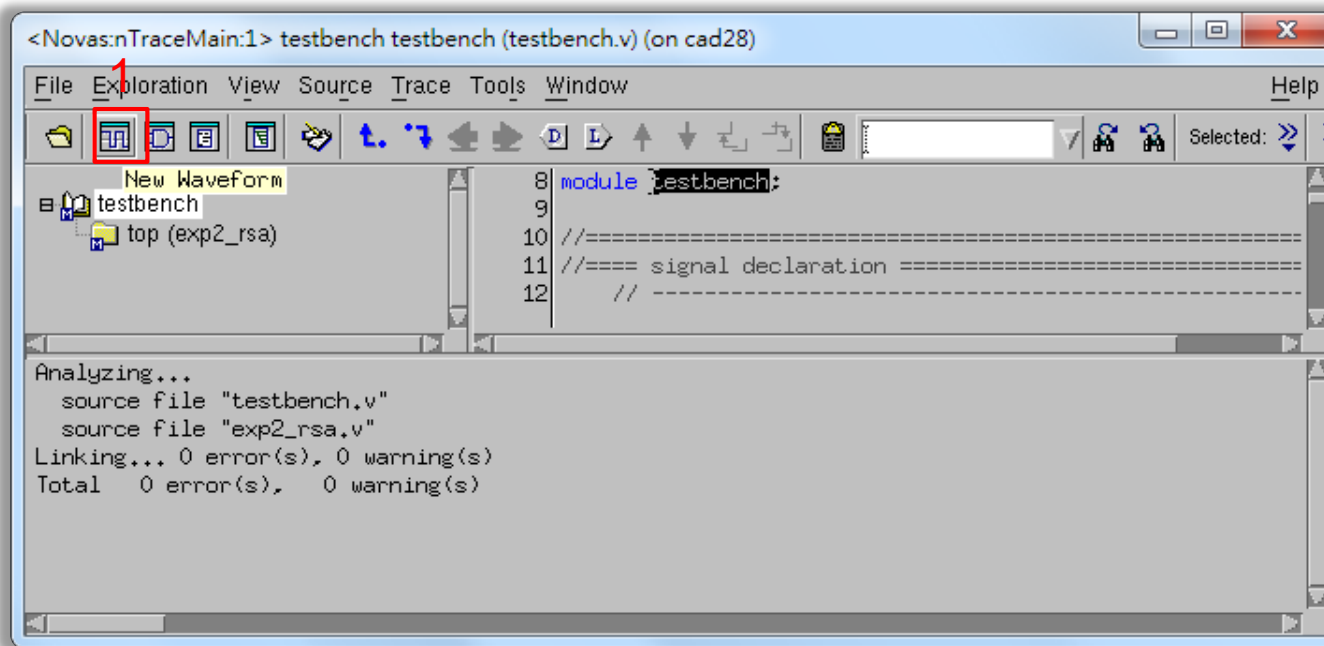 <Novas:nTraceMain:1> testbench testbench (testbench.v) (on cad28)
1
File Exploration View Source Trace Tools Window Help
D L Selected:
New Waveform
testbench
top (exp2_rsa)
8 module testbench;
9
10 //=======================================================
11 //==== signal declaration ===============================
12 // --------------------------------------------------
Analyzing...
source file "testbench.v"
source file "exp2_rsa.v"
Linking... 0 error(s), 0 warning(s)
Total 0 error(s), 0 warning(s)